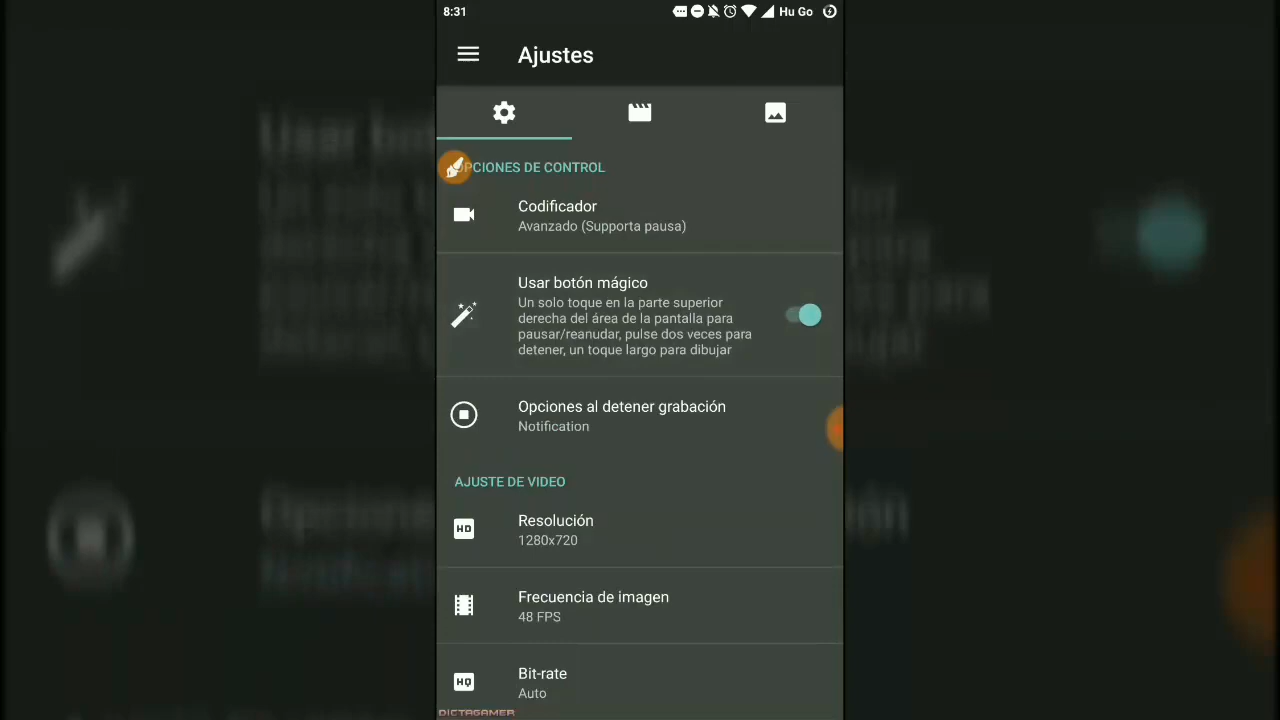 8:31
Hu Go
Ajustes
PCIONES DE CONTROL
Codificador
Avanzado (Supporta pausa)
Usar botón mágico
Un solo toque en la parte superior
derecha del área de la pantalla para
pausar/reanudar, pulse dos veces para
detener, un toque largo para dibujar
Opciones al detener grabación
Notification
AJUSTE DE VIDEO
HD
Resolución
1280x720
Frecuencia de imagen
48 FPS
HQ
Bit-rate
Auto
DICTAGAMER